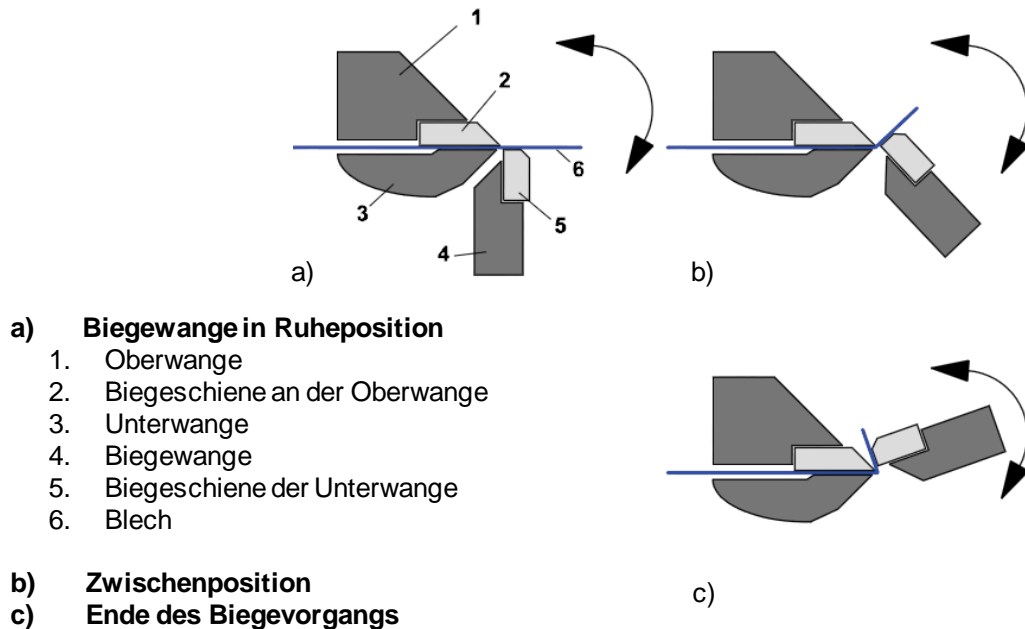 1
2
3
4
5
6
a)
b)
a) Biegewange in Ruheposition
1. Oberwange
2. Biegeschiene an der Oberwange
3. Unterwange
4. Biegewange
5. Biegeschiene der Unterwange
6. Blech
b) Zwischenposition
c) Ende des Biegevorgangs
c)